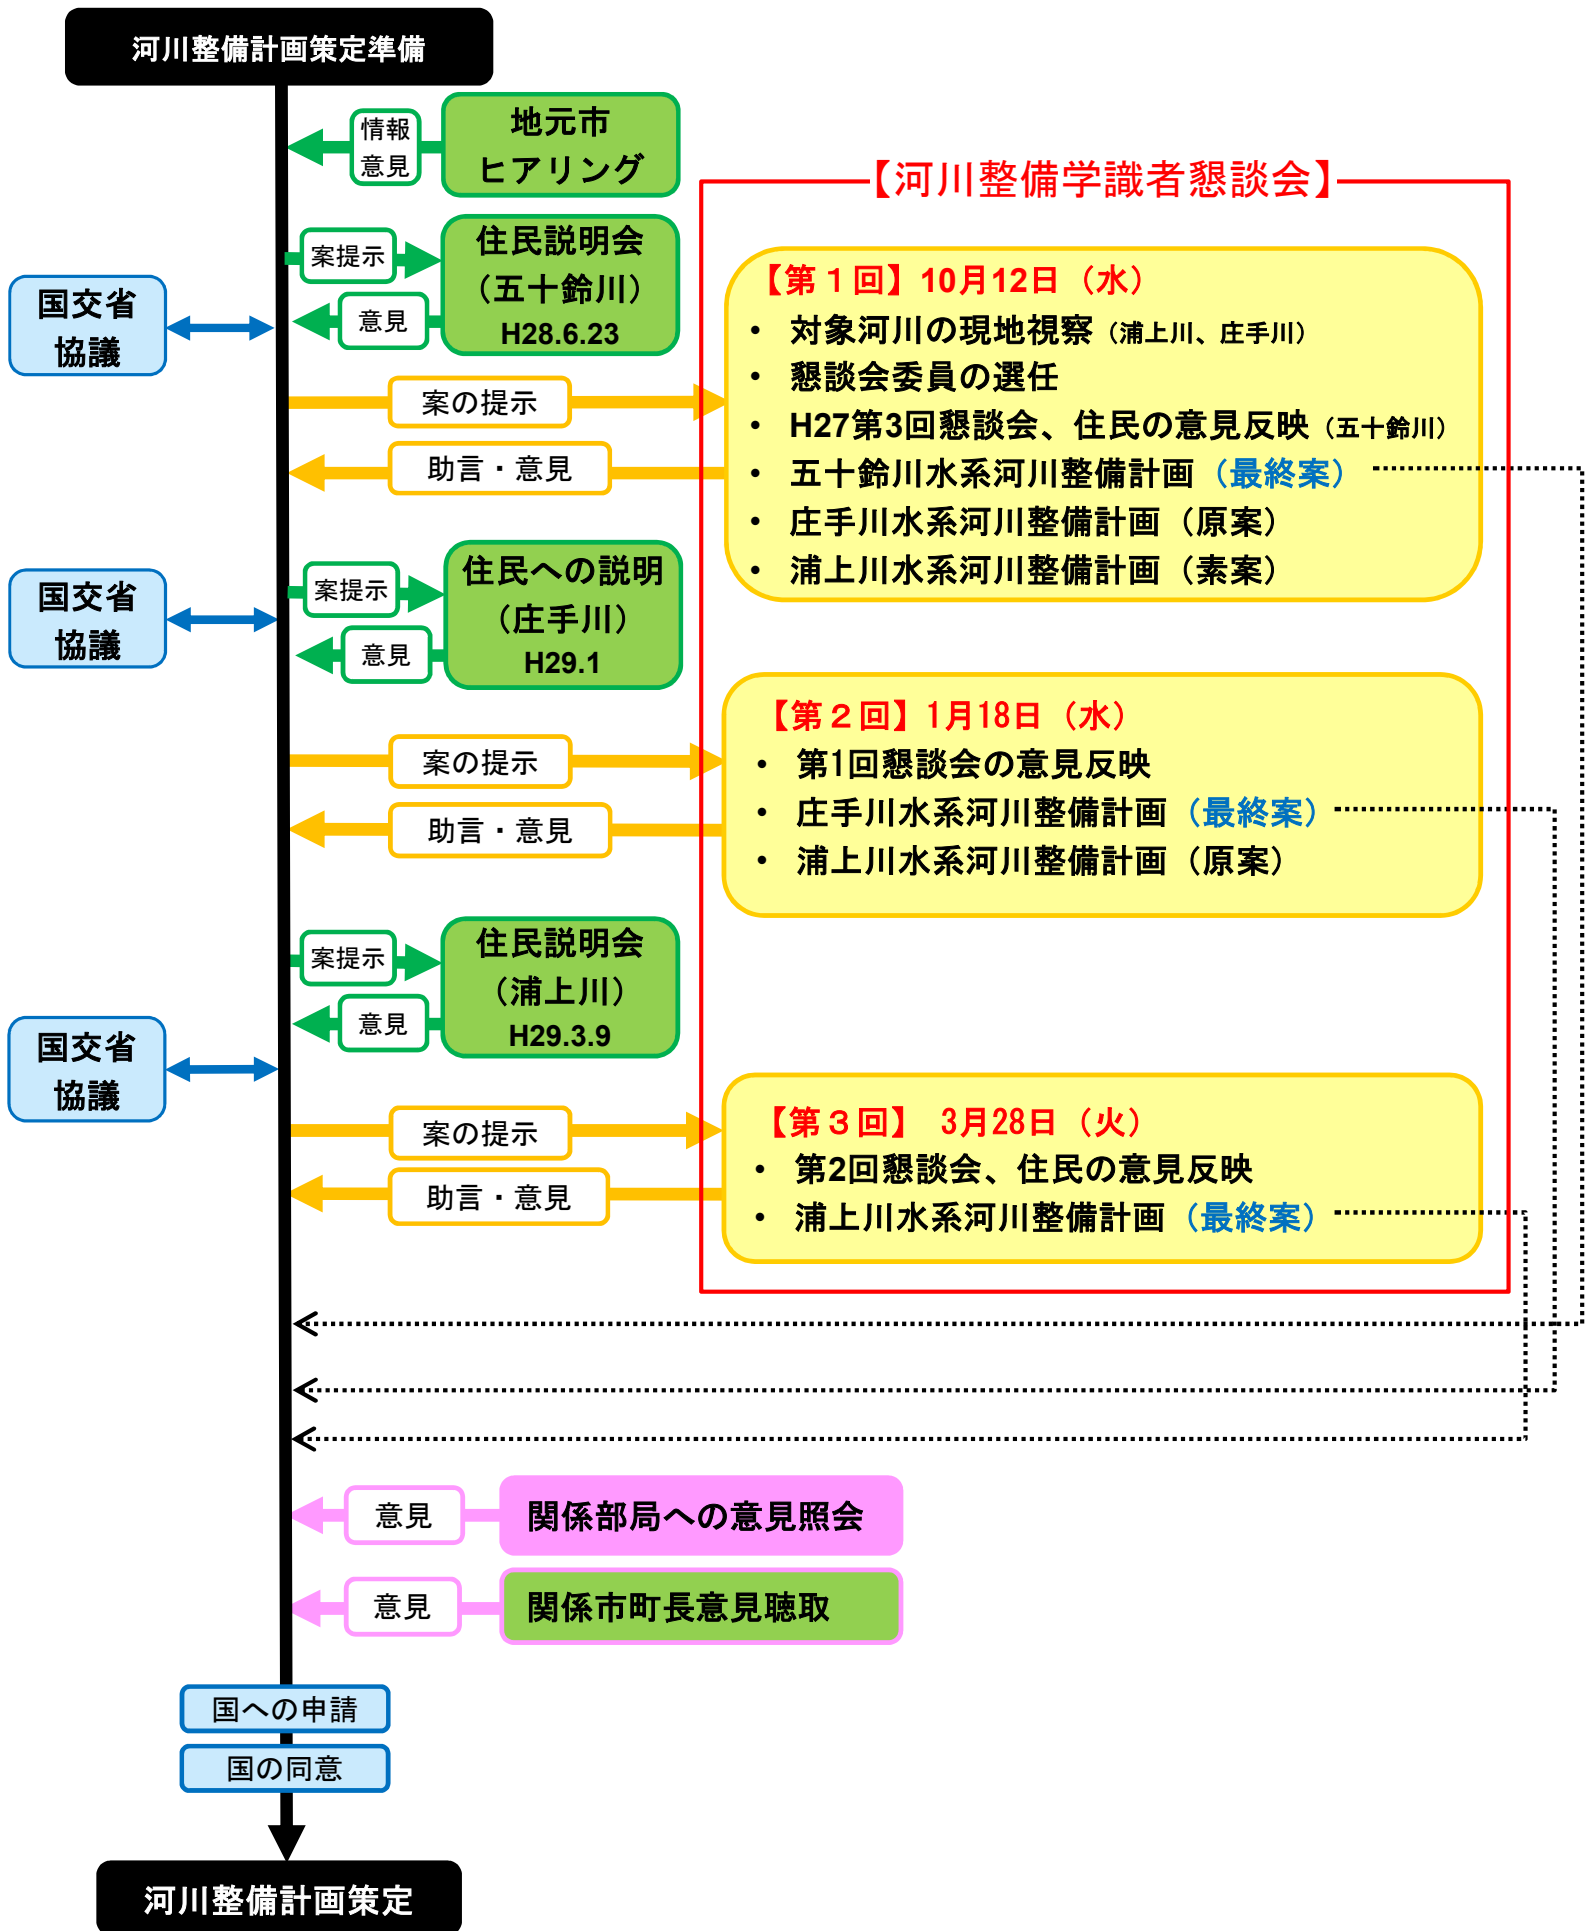 河川整備計画策定準備
情報
意見
地元市
ヒアリング
【河川整備学識者懇談会】
案提示
意見
住民説明会
（五十鈴川）
H28.6.23
国交省
協議
案の提示
助言・意見
【第１回】10月12日（水）
• 対象河川の現地視察（浦上川、庄手川）
• 懇談会委員の選任
• H27第3回懇談会、住民の意見反映（五十鈴川）
• 五十鈴川水系河川整備計画（最終案）
• 庄手川水系河川整備計画（原案）
• 浦上川水系河川整備計画（素案）
国交省
協議
案提示
意見
住民への説明
（庄手川）
H29.1
案の提示
助言・意見
【第２回】1月18日（水）
• 第1回懇談会の意見反映
• 庄手川水系河川整備計画（最終案）
• 浦上川水系河川整備計画（原案）
案提示
意見
住民説明会
（浦上川）
H29.3.9
国交省
協議
案の提示
助言・意見
【第３回】 3月28日（火）
• 第2回懇談会、住民の意見反映
• 浦上川水系河川整備計画（最終案）
意見
関係部局への意見照会
意見
関係市町長意見聴取
国への申請
国の同意
河川整備計画策定